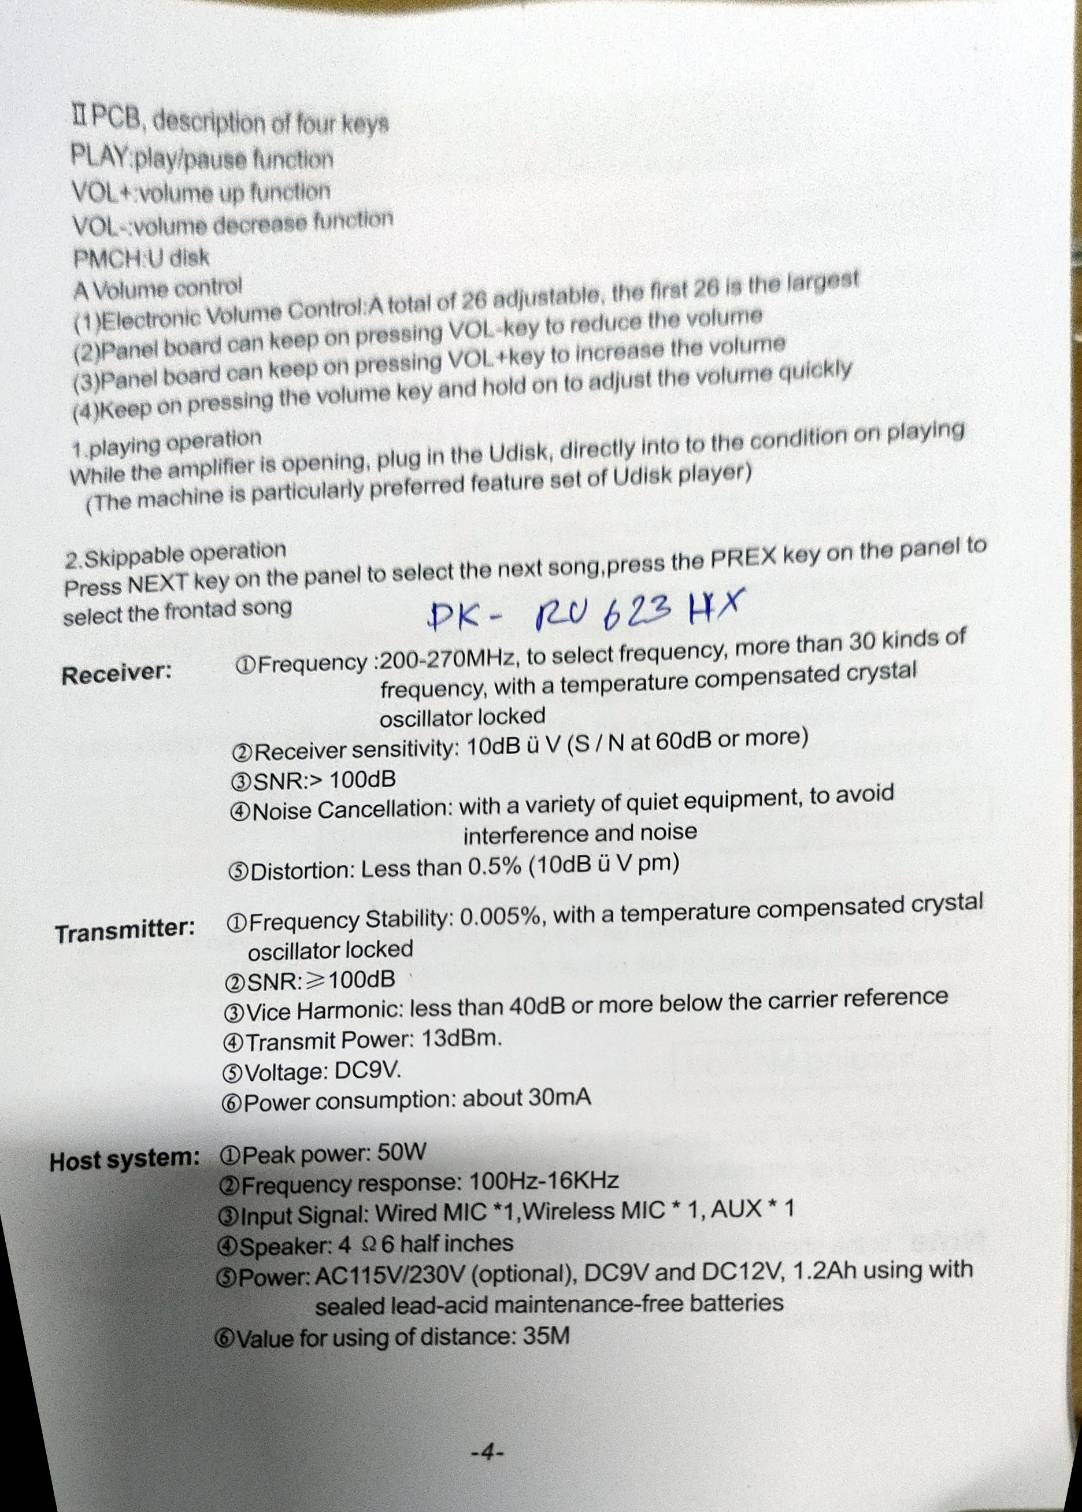 Ⅱ PCB, description of four keys
PLAY:play/pause function
VOL+:volume up function
VOL-:volume decrease function
PMCH:U disk
A Volume control
(1)Electronic Volume Control:A total of 26 adjustable, the first 26 is the largest
(2)Panel board can keep on pressing VOL-key to reduce the volume
(3)Panel board can keep on pressing VOL+key to increase the volume
(4)Keep on pressing the volume key and hold on to adjust the volume quickly
1.playing operation
While the amplifier is opening, plug in the Udisk, directly into to the condition on playing
(The machine is particularly preferred feature set of Udisk player)
2.Skippable operation
Press NEXT key on the panel to select the next song,press the PREX key on the panel to
select the frontad song
PK- RU 623 HX
Receiver: ①Frequency :200-270MHz, to select frequency, more than 30 kinds of
frequency, with a temperature compensated crystal
oscillator locked
②Receiver sensitivity: 10dB ü V (S / N at 60dB or more)
③SNR:> 100dB
④Noise Cancellation: with a variety of quiet equipment, to avoid
interference and noise
⑤Distortion: Less than 0.5% (10dB ü V pm)
Transmitter: ①Frequency Stability: 0.005%, with a temperature compensated crystal
oscillator locked
②SNR:⩾100dB
③Vice Harmonic: less than 40dB or more below the carrier reference
④Transmit Power: 13dBm.
⑤Voltage: DC9V.
⑥Power consumption: about 30mA
Host system: ①Peak power: 50W
②Frequency response: 100Hz-16KHz
③Input Signal: Wired MIC *1,Wireless MIC * 1, AUX * 1
④Speaker: 4 Ω 6 half inches
⑤Power: AC115V/230V (optional), DC9V and DC12V, 1.2Ah using with
sealed lead-acid maintenance-free batteries
⑥Value for using of distance: 35M
-4-